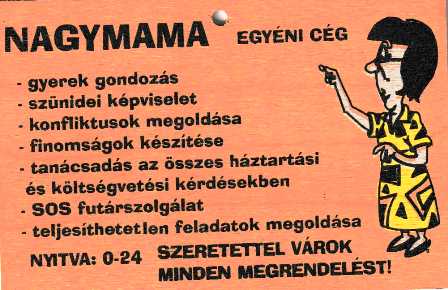 NAGYMAMA EGYÉNI CÉG
- gyerek gondozás
- szünidei képviselet
- konfliktusok megoldása
- finomságok készítése
- tanácsadás az összes háztartási
és költségvetési kérdésekben
- SOS futárszolgálat
- teljesíthetetlen feladatok megoldása
NYITVA: 0-24 SZERETETTEL VÁROK
MINDEN MEGRENDELÉST!